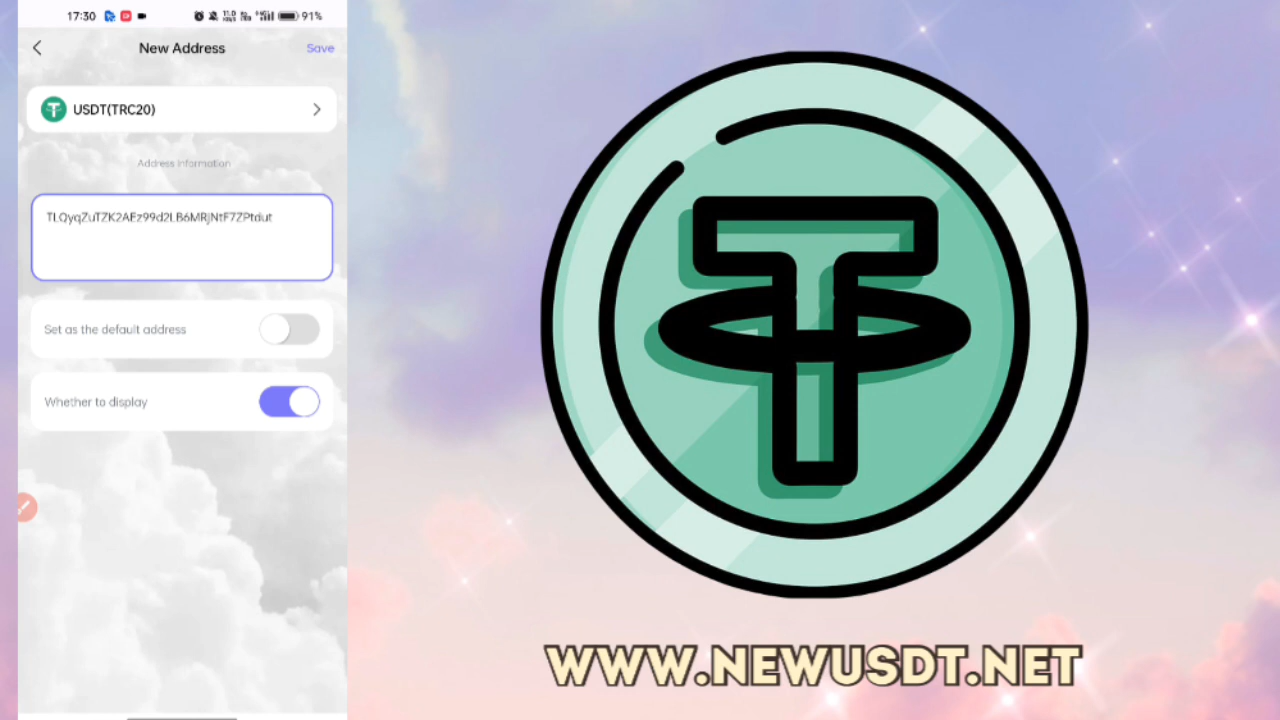 17:30
91%
New Address
Save
USDT(TRC20)
Address Information
TLQyqZuTZK2AEz99d2LB6MRjNtF7ZPtdut
Set as the default address
Whether to display
WWW.NEWUSDT.NET